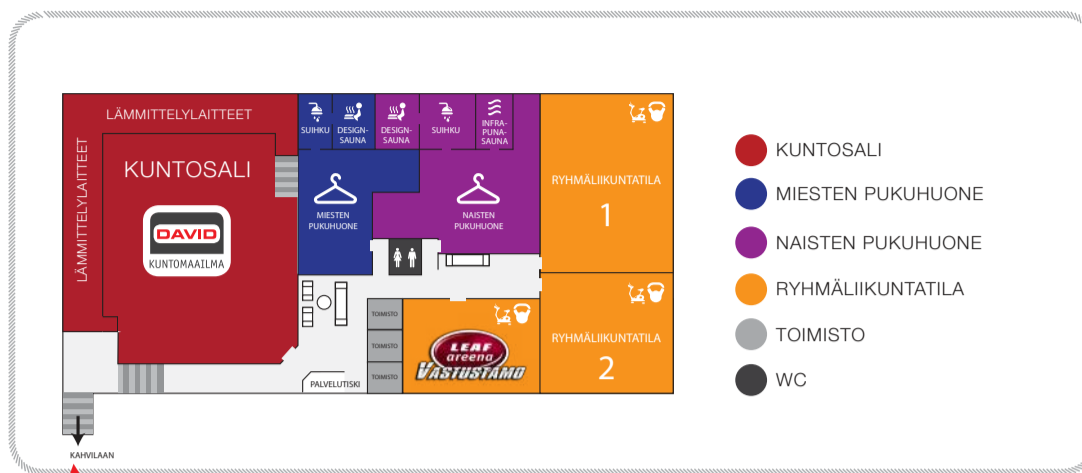 LÄMMITTELYLAITTEET
LÄMMITTELYLAITTEET
KUNTOSALI
DAVID
KUNTOMAAILMA
SUIHKU
DESIGN-
SAUNA
DESIGN-
SAUNA
SUIHKU
INFRA-
PUNA-
SAUNA
MIESTEN
PUKUHUONE
NAISTEN
PUKUHUONE
RYHMÄLIIKUNTATILA
1
RYHMÄLIIKUNTATILA
2
TOIMISTO
TOIMISTO
TOIMISTO
LEAF
areena
VASTUSTAMO
PALVELUTISKI
KAHVILAAN
KUNTOSALI
MIESTEN PUKUHUONE
NAISTEN PUKUHUONE
RYHMÄLIIKUNTATILA
TOIMISTO
WC